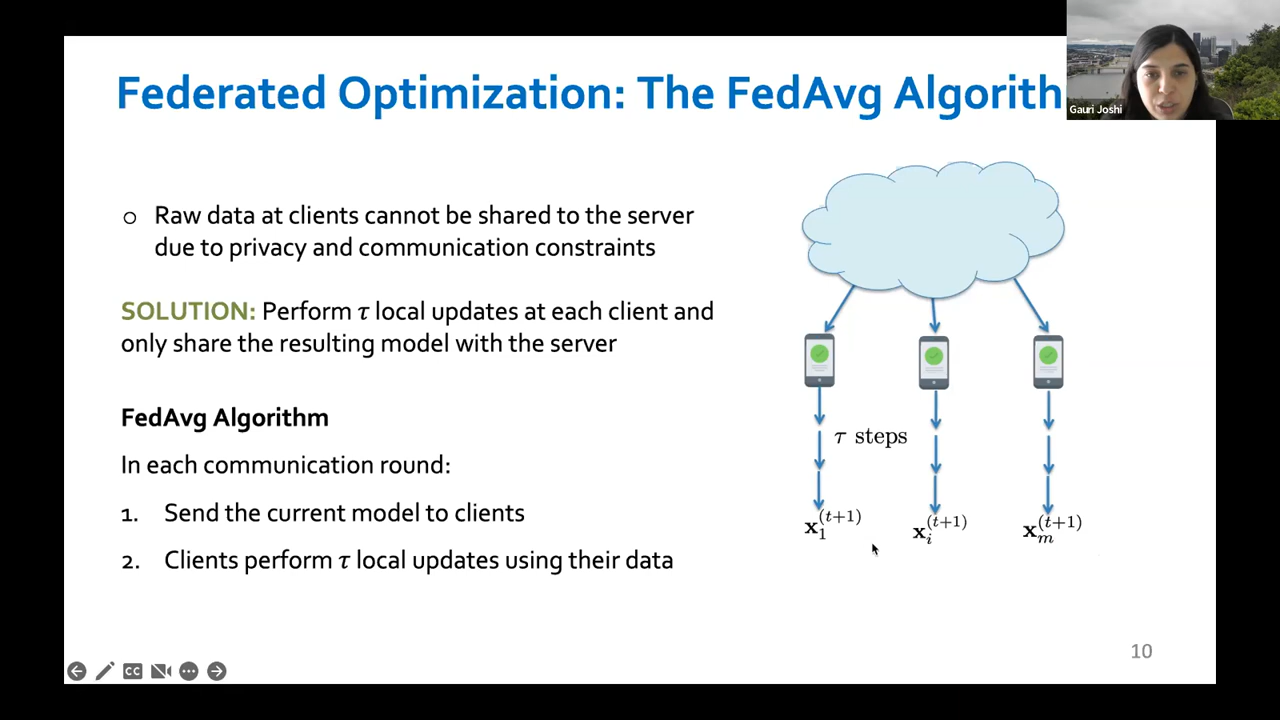 Federated Optimization: The FedAvg Algorith
Gauri Joshi
○ Raw data at clients cannot be shared to the server
due to privacy and communication constraints
SOLUTION: Perform τ local updates at each client and
only share the resulting model with the server
FedAvg Algorithm
In each communication round:
1. Send the current model to clients
2. Clients perform τ local updates using their data
τ steps
x₁^(t+1) xᵢ^(t+1) xₘ^(t+1)
10
CC